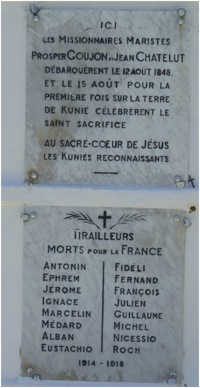 ICI
LES MISSIONNAIRES MARISTES
PROSPER GOUJON ET JEAN CHATELUT
DÉBARQUÈRENT LE 12 AOÛT 1848
ET LE 15 AOÛT POUR LA
PREMIÈRE FOIS SUR LA TERRE
DE KUNIE CÉLÉBRÈRENT LE
SAINT SACRIFICE
AU SACRÉ-COEUR DE JÉSUS
LES KUNIÉS RECONNAISSANTS
TIRAILLEURS
MORTS POUR LA FRANCE
ANTONIN FIDELI
EPHREM FERNAND
JÉROME FRANÇOIS
IGNACE JULIEN
MARCELIN GUILLAUME
MÉDARD MICHEL
ALBAN NICESSIO
EUSTACHIO ROCH
1914-1918